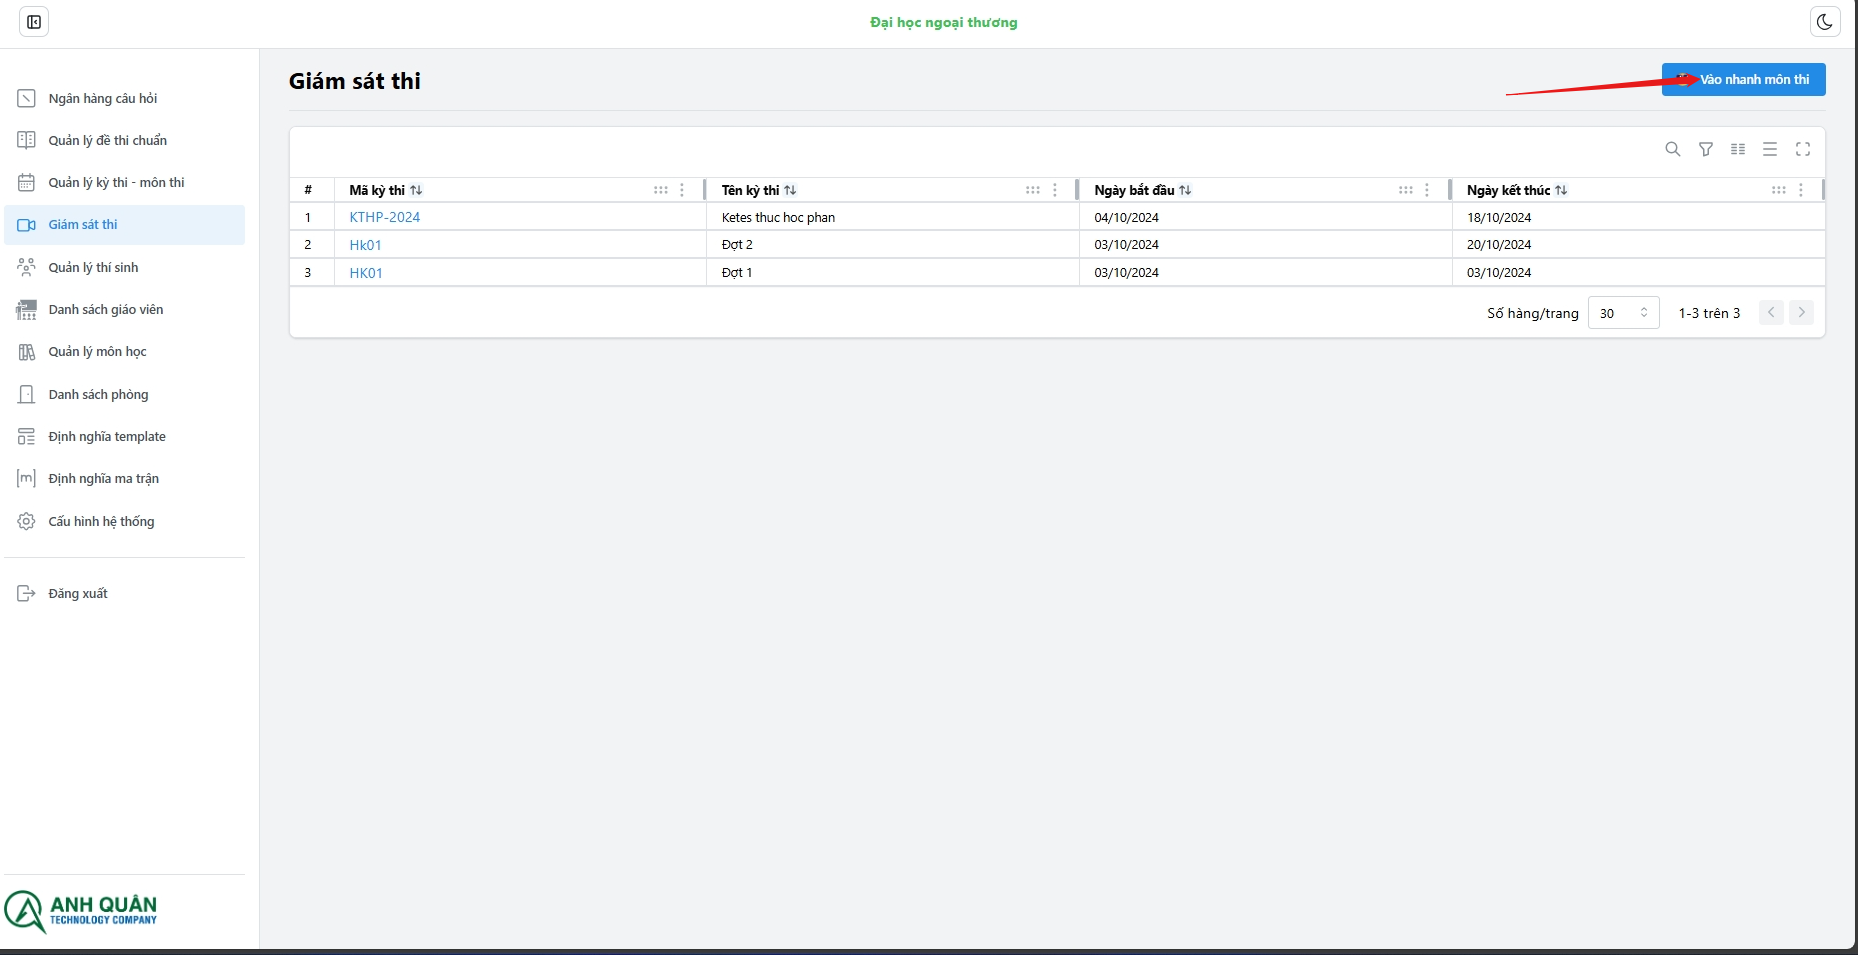 Đại học ngoại thương
Ngân hàng câu hỏi
Quản lý đề thi chuẩn
Quản lý kỳ thi - môn thi
Giám sát thi
Quản lý thí sinh
Danh sách giáo viên
Quản lý môn học
Danh sách phòng
Định nghĩa template
Định nghĩa ma trận
Cấu hình hệ thống
Đăng xuất
ANH QUÂN
TECHNOLOGY COMPANY
Giám sát thi
Vào nhanh môn thi
# Mã kỳ thi Tên kỳ thi Ngày bắt đầu Ngày kết thúc
1 KTHP-2024 Ketes thuc hoc phan 04/10/2024 18/10/2024
2 Hk01 Đợt 2 03/10/2024 20/10/2024
3 HK01 Đợt 1 03/10/2024 03/10/2024
Số hàng/trang 30 1-3 trên 3